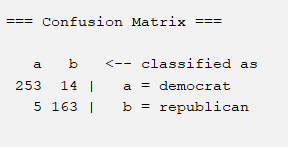 === Confusion Matrix ===
a b <-- classified as
253 14 | a = democrat
5 163 | b = republican